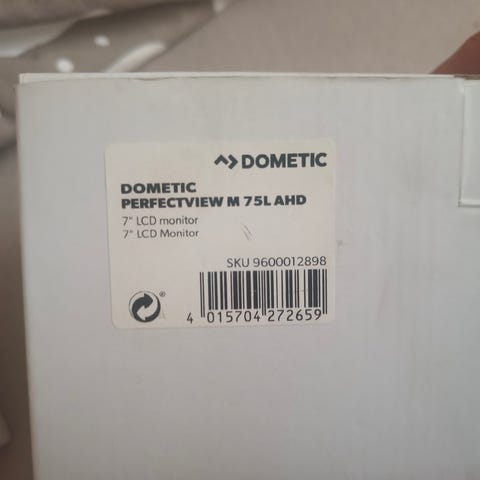 DOMETIC
DOMETIC
PERFECTVIEW M 75L AHD
7" LCD monitor
7" LCD Monitor
SKU 9600012898
®
4 015704 272659